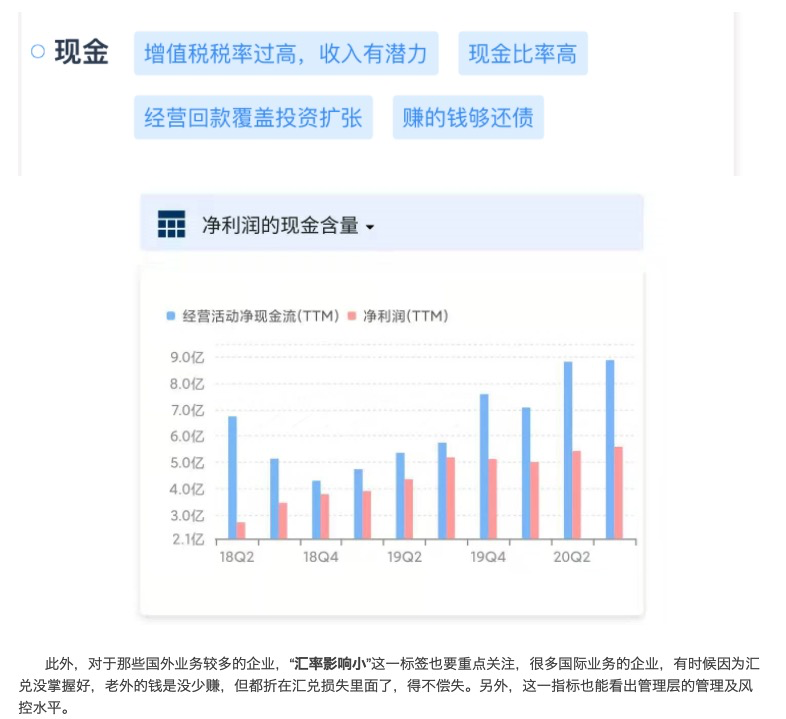 现金 增值税税率过高，收入有潜力 现金比率高
经营回款覆盖投资扩张 赚的钱够还债
净利润的现金含量
经营活动净现金流(TTM) 净利润(TTM)
9.0亿
8.0亿
7.0亿
6.0亿
5.0亿
4.0亿
3.0亿
2.1亿
18Q2 18Q4 19Q2 19Q4 20Q2
此外，对于那些国外业务较多的企业，“汇率影响小”这一标签也要重点关注，很多国际业务的企业，有时候因为汇
兑没掌握好，老外的钱是没少赚，但都折在汇兑损失里面了，得不偿失。另外，这一指标也能看出管理层的管理及风
控水平。